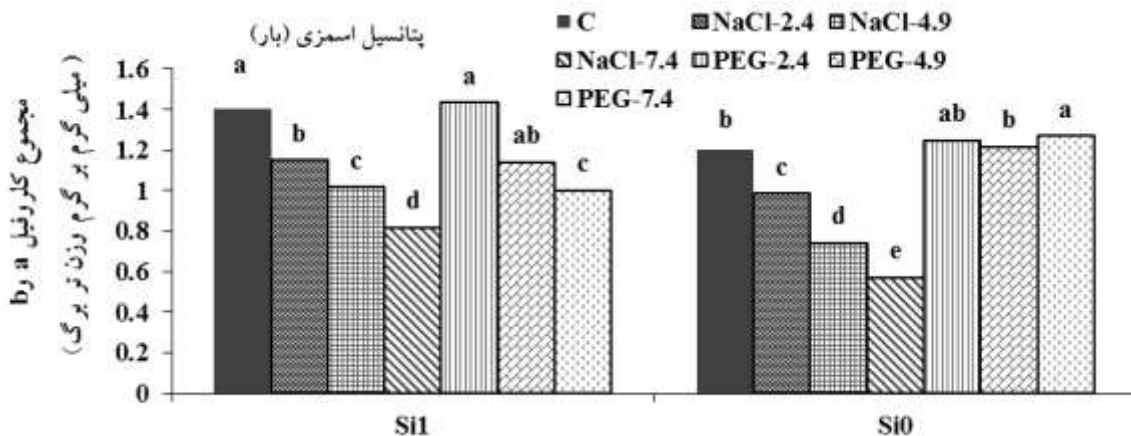 پتانسیل اسمزی (بار)
C NaCl-2.4 NaCl-4.9
NaCl-7.4 PEG-2.4 PEG-4.9
PEG-7.4
مجموع کلروفیل a وb
(میلی گرم بر گرم وزن تر برگ)
1.6
1.4
1.2
1
0.8
0.6
0.4
0.2
0
a b c d a ab c
b c d e ab b a
Si1 Si0